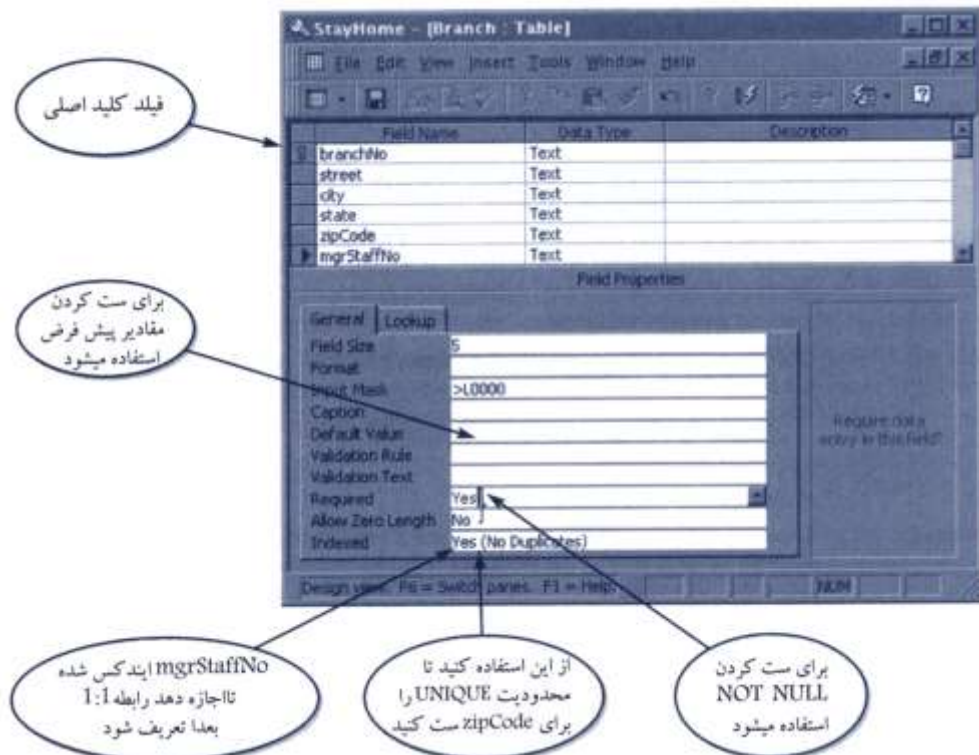 StayHome - [Branch : Table]
File Edit View Insert Tools Window Help
فیلد کلید اصلی
Field Name Data Type Description
branchNo Text
street Text
city Text
state Text
zipCode Text
mgrStaffNo Text
Field Properties
برای ست کردن
مقادیر پیش فرض
استفاده میشود
General Lookup
Field Size 5
Format
Input Mask >L0000
Caption
Default Value
Validation Rule
Validation Text
Required Yes
Allow Zero Length No
Indexed Yes (No Duplicates)
Require data
entry in this field?
Design view. F6 = Switch panes. F1 = Help. NUM
mgrStaffNo ایندکس شده
تااجازه دهد رابطه 1:1
بعدا تعریف شود
از این استفاده کنید تا
محدودیت UNIQUE را
برای zipCode ست کنید
برای ست کردن
NOT NULL
استفاده میشود